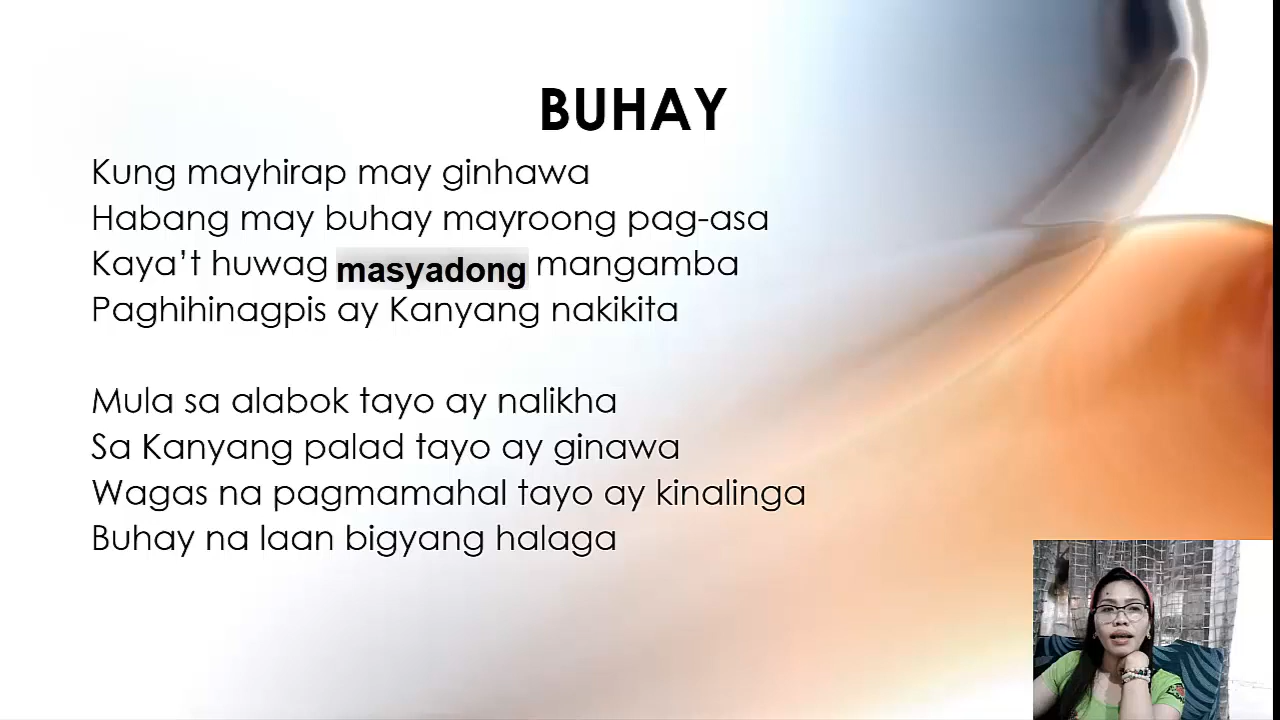 BUHAY
Kung mayhirap may ginhawa
Habang may buhay mayroong pag-asa
Kaya’t huwag masyadong mangamba
Paghihinagpis ay Kanyang nakikita
Mula sa alabok tayo ay nalikha
Sa Kanyang palad tayo ay ginawa
Wagas na pagmamahal tayo ay kinalinga
Buhay na laan bigyang halaga